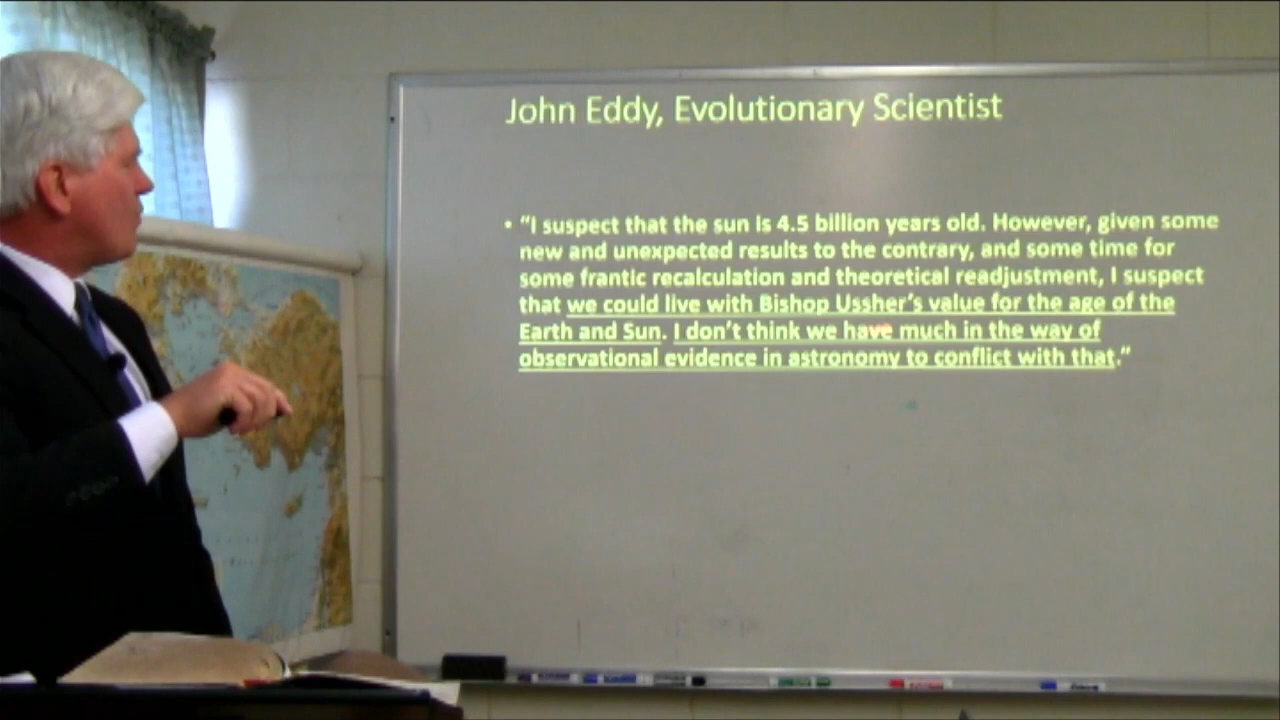 John Eddy, Evolutionary Scientist
• “I suspect that the sun is 4.5 billion years old. However, given some
new and unexpected results to the contrary, and some time for
some frantic recalculation and theoretical readjustment, I suspect
that we could live with Bishop Ussher’s value for the age of the
Earth and Sun. I don’t think we have much in the way of
observational evidence in astronomy to conflict with that.”